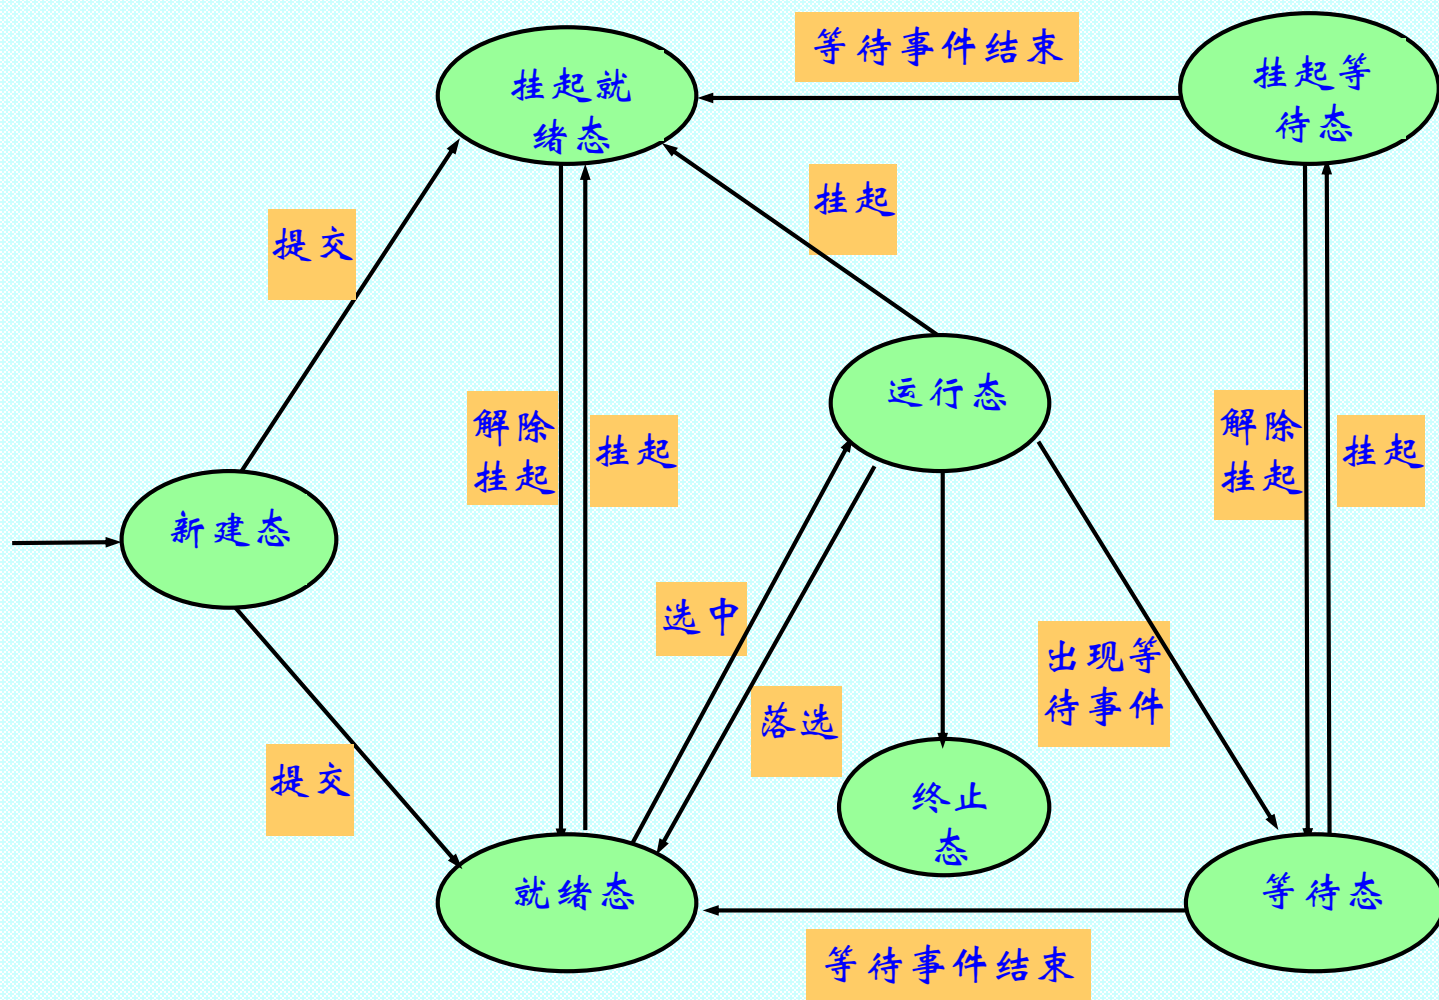 等待事件结束
挂起就
绪态
挂起等
待态
挂起
提交
运行态
解除
挂起
挂起
解除
挂起
挂起
新建态
选中
出现等
待事件
落选
提交
终止
态
就绪态
等待态
等待事件结束